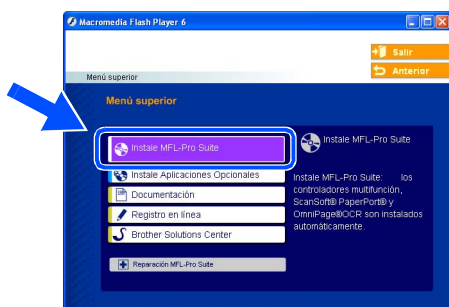 Macromedia Flash Player 6
Salir
Anterior
Menú superior
Menú superior
Instale MFL-Pro Suite
Instale Aplicaciones Opcionales
Documentación
Registro en línea
Brother Solutions Center
Reparación MFL-Pro Suite
Instale MFL-Pro Suite
Instale MFL-Pro Suite: los
controladores multifunción,
ScanSoft® PaperPort® y
OmniPage®OCR son instalados
automáticamente.